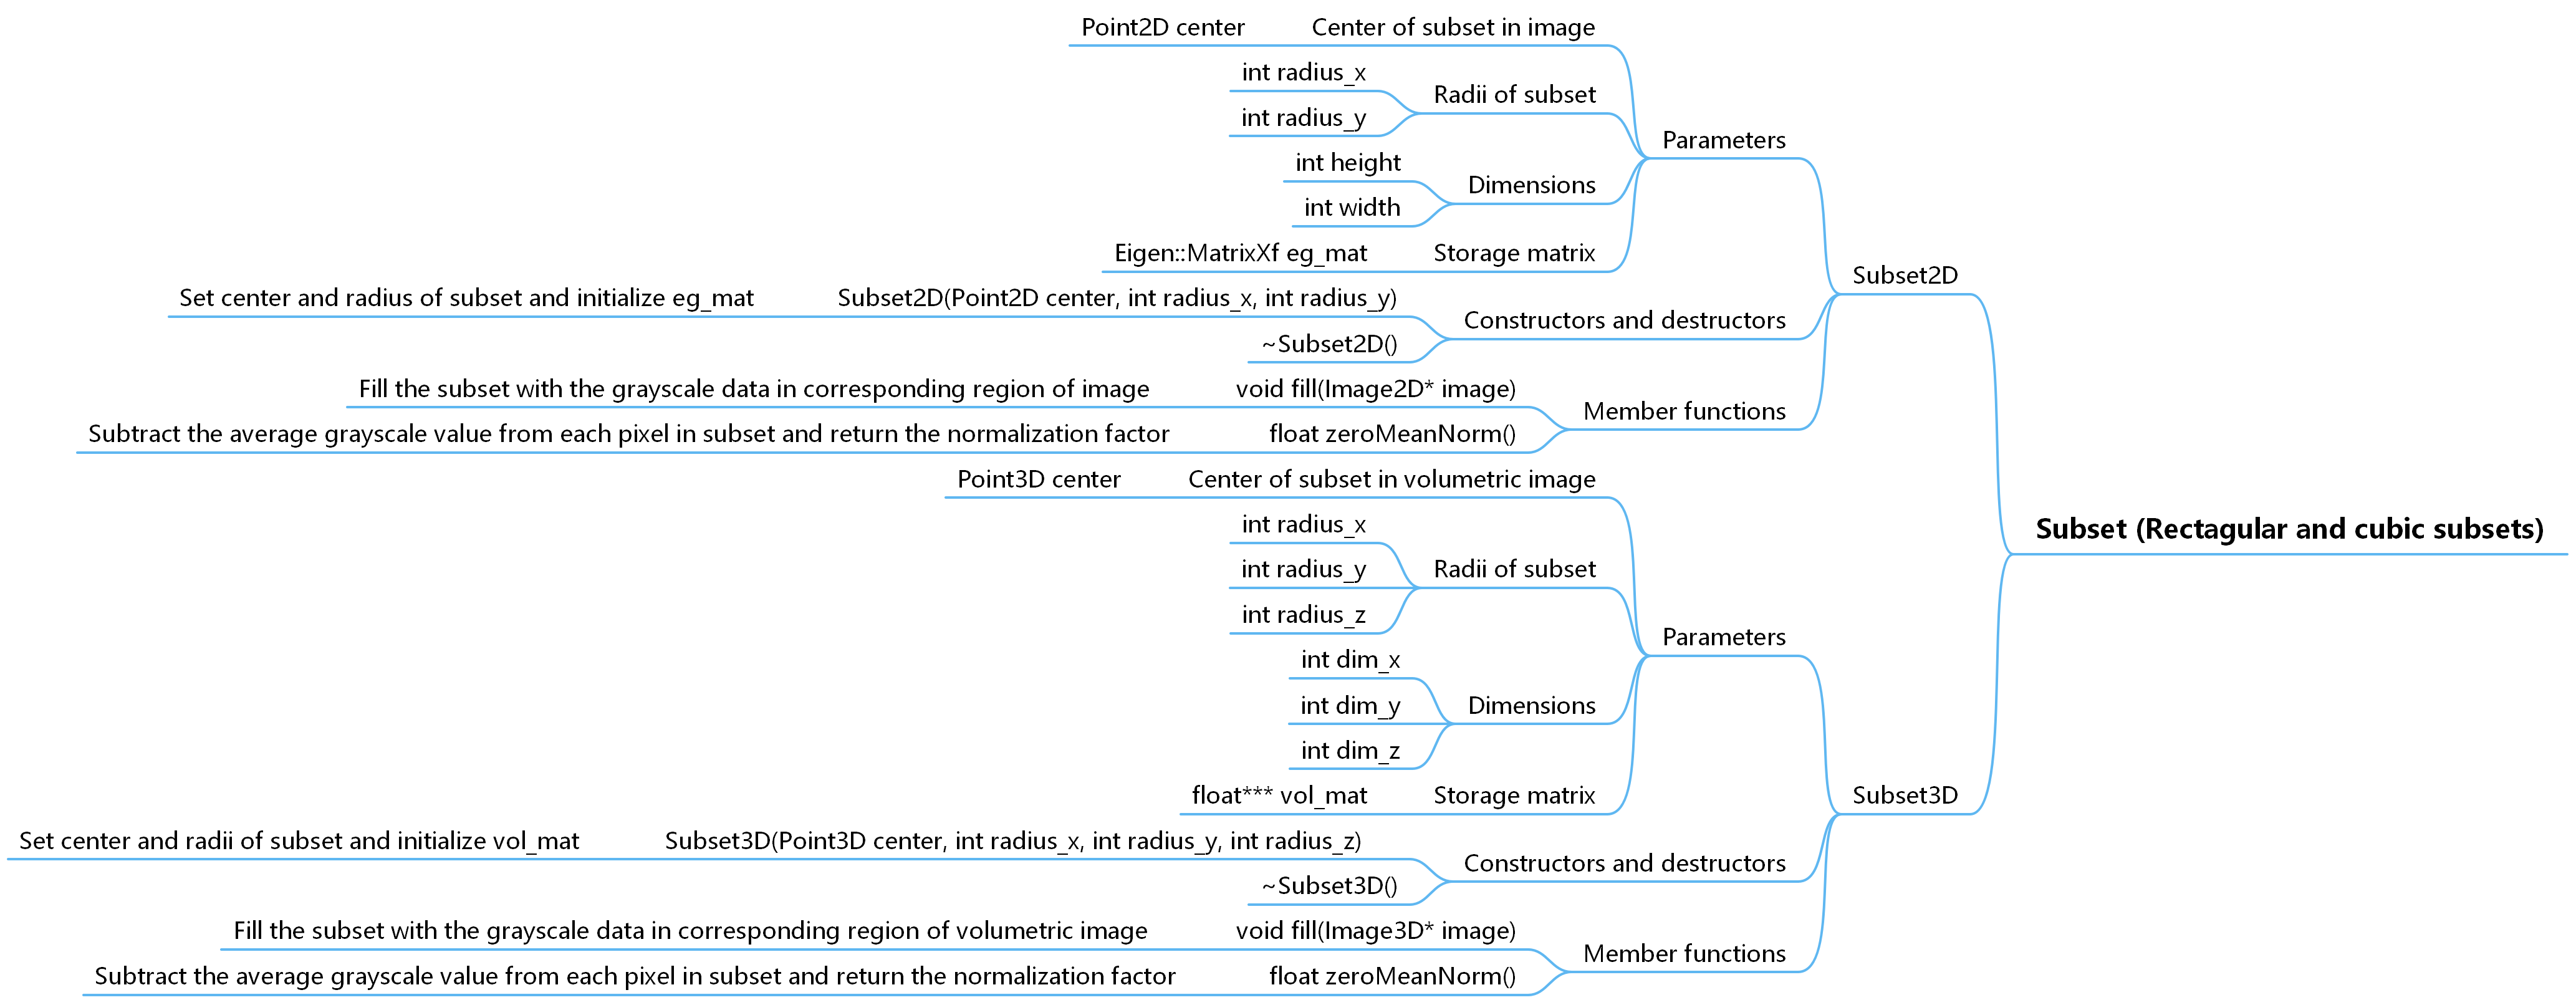 Point2D center
Center of subset in image
int radius_x
Radii of subset
int radius_y
Parameters
int height
Dimensions
int width
Eigen::MatrixXf eg_mat
Storage matrix
Subset2D
Set center and radius of subset and initialize eg_mat
Subset2D(Point2D center, int radius_x, int radius_y)
Constructors and destructors
~Subset2D()
Fill the subset with the grayscale data in corresponding region of image
void fill(Image2D* image)
Member functions
Subtract the average grayscale value from each pixel in subset and return the normalization factor
float zeroMeanNorm()
Point3D center
Center of subset in volumetric image
Subset (Rectagular and cubic subsets)
int radius_x
int radius_y
Radii of subset
int radius_z
Parameters
int dim_x
int dim_y
Dimensions
int dim_z
float*** vol_mat
Storage matrix
Subset3D
Set center and radii of subset and initialize vol_mat
Subset3D(Point3D center, int radius_x, int radius_y, int radius_z)
Constructors and destructors
~Subset3D()
Fill the subset with the grayscale data in corresponding region of volumetric image
void fill(Image3D* image)
Member functions
Subtract the average grayscale value from each pixel in subset and return the normalization factor
float zeroMeanNorm()